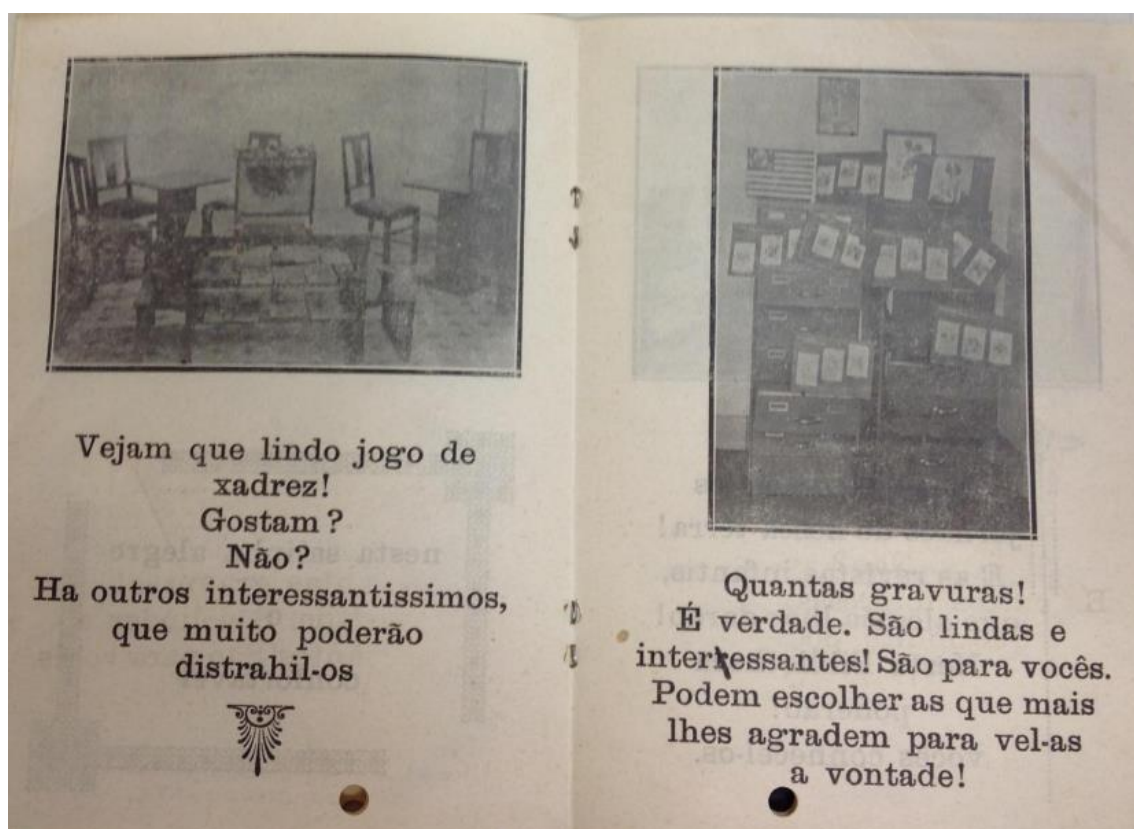 Vejam que lindo jogo de
xadrez!
Gostam?
Não?
Ha outros interessantissimos,
que muito poderão
distrahil-os
Quantas gravuras!
É verdade. São lindas e
interressantes! São para vocês.
Podem escolher as que mais
lhes agradem para vel-as
a vontade!